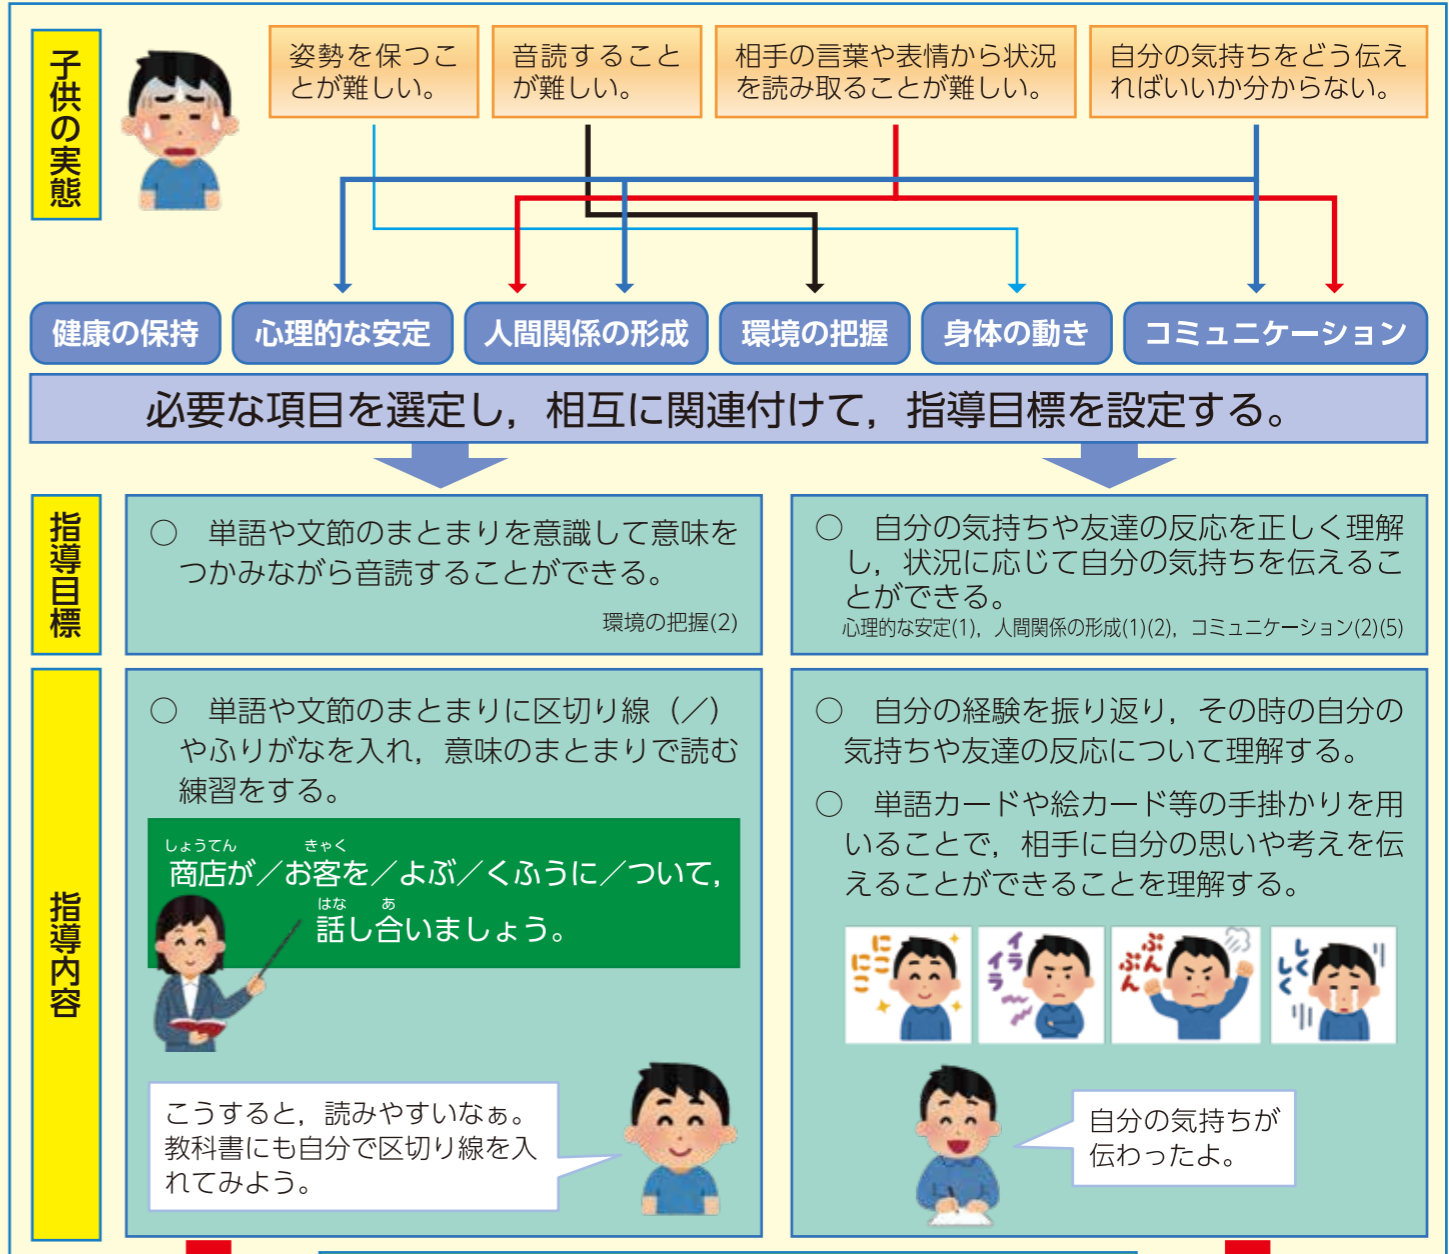 子供の実態
姿勢を保つこ
とが難しい。
音読すること
が難しい。
相手の言葉や表情から状況
を読み取ることが難しい。
自分の気持ちをどう伝え
ればいいか分からない。
健康の保持
心理的な安定
人間関係の形成
環境の把握
身体の動き
コミュニケーション
必要な項目を選定し，相互に関連付けて，指導目標を設定する。
指導目標
○　単語や文節のまとまりを意識して意味を
つかみながら音読することができる。
環境の把握(2)
○　自分の気持ちや友達の反応を正しく理解
し，状況に応じて自分の気持ちを伝えるこ
とができる。
心理的な安定(1)，人間関係の形成(1)(2)，コミュニケーション(2)(5)
指導内容
○　単語や文節のまとまりに区切り線（／）
やふりがなを入れ，意味のまとまりで読む
練習をする。
しょうてん　きゃく
商店が／お客を／よぶ／くふうに／ついて，
はな　あ
話し合いましょう。
こうすると，読みやすいなぁ。
教科書にも自分で区切り線を入
れてみよう。
○　自分の経験を振り返り，その時の自分の
気持ちや友達の反応について理解する。
○　単語カードや絵カード等の手掛かりを用
いることで，相手に自分の思いや考えを伝
えることができることを理解する。
にこにこ
イライラ
ぷんぷん
しくしく
自分の気持ちが
伝わったよ。